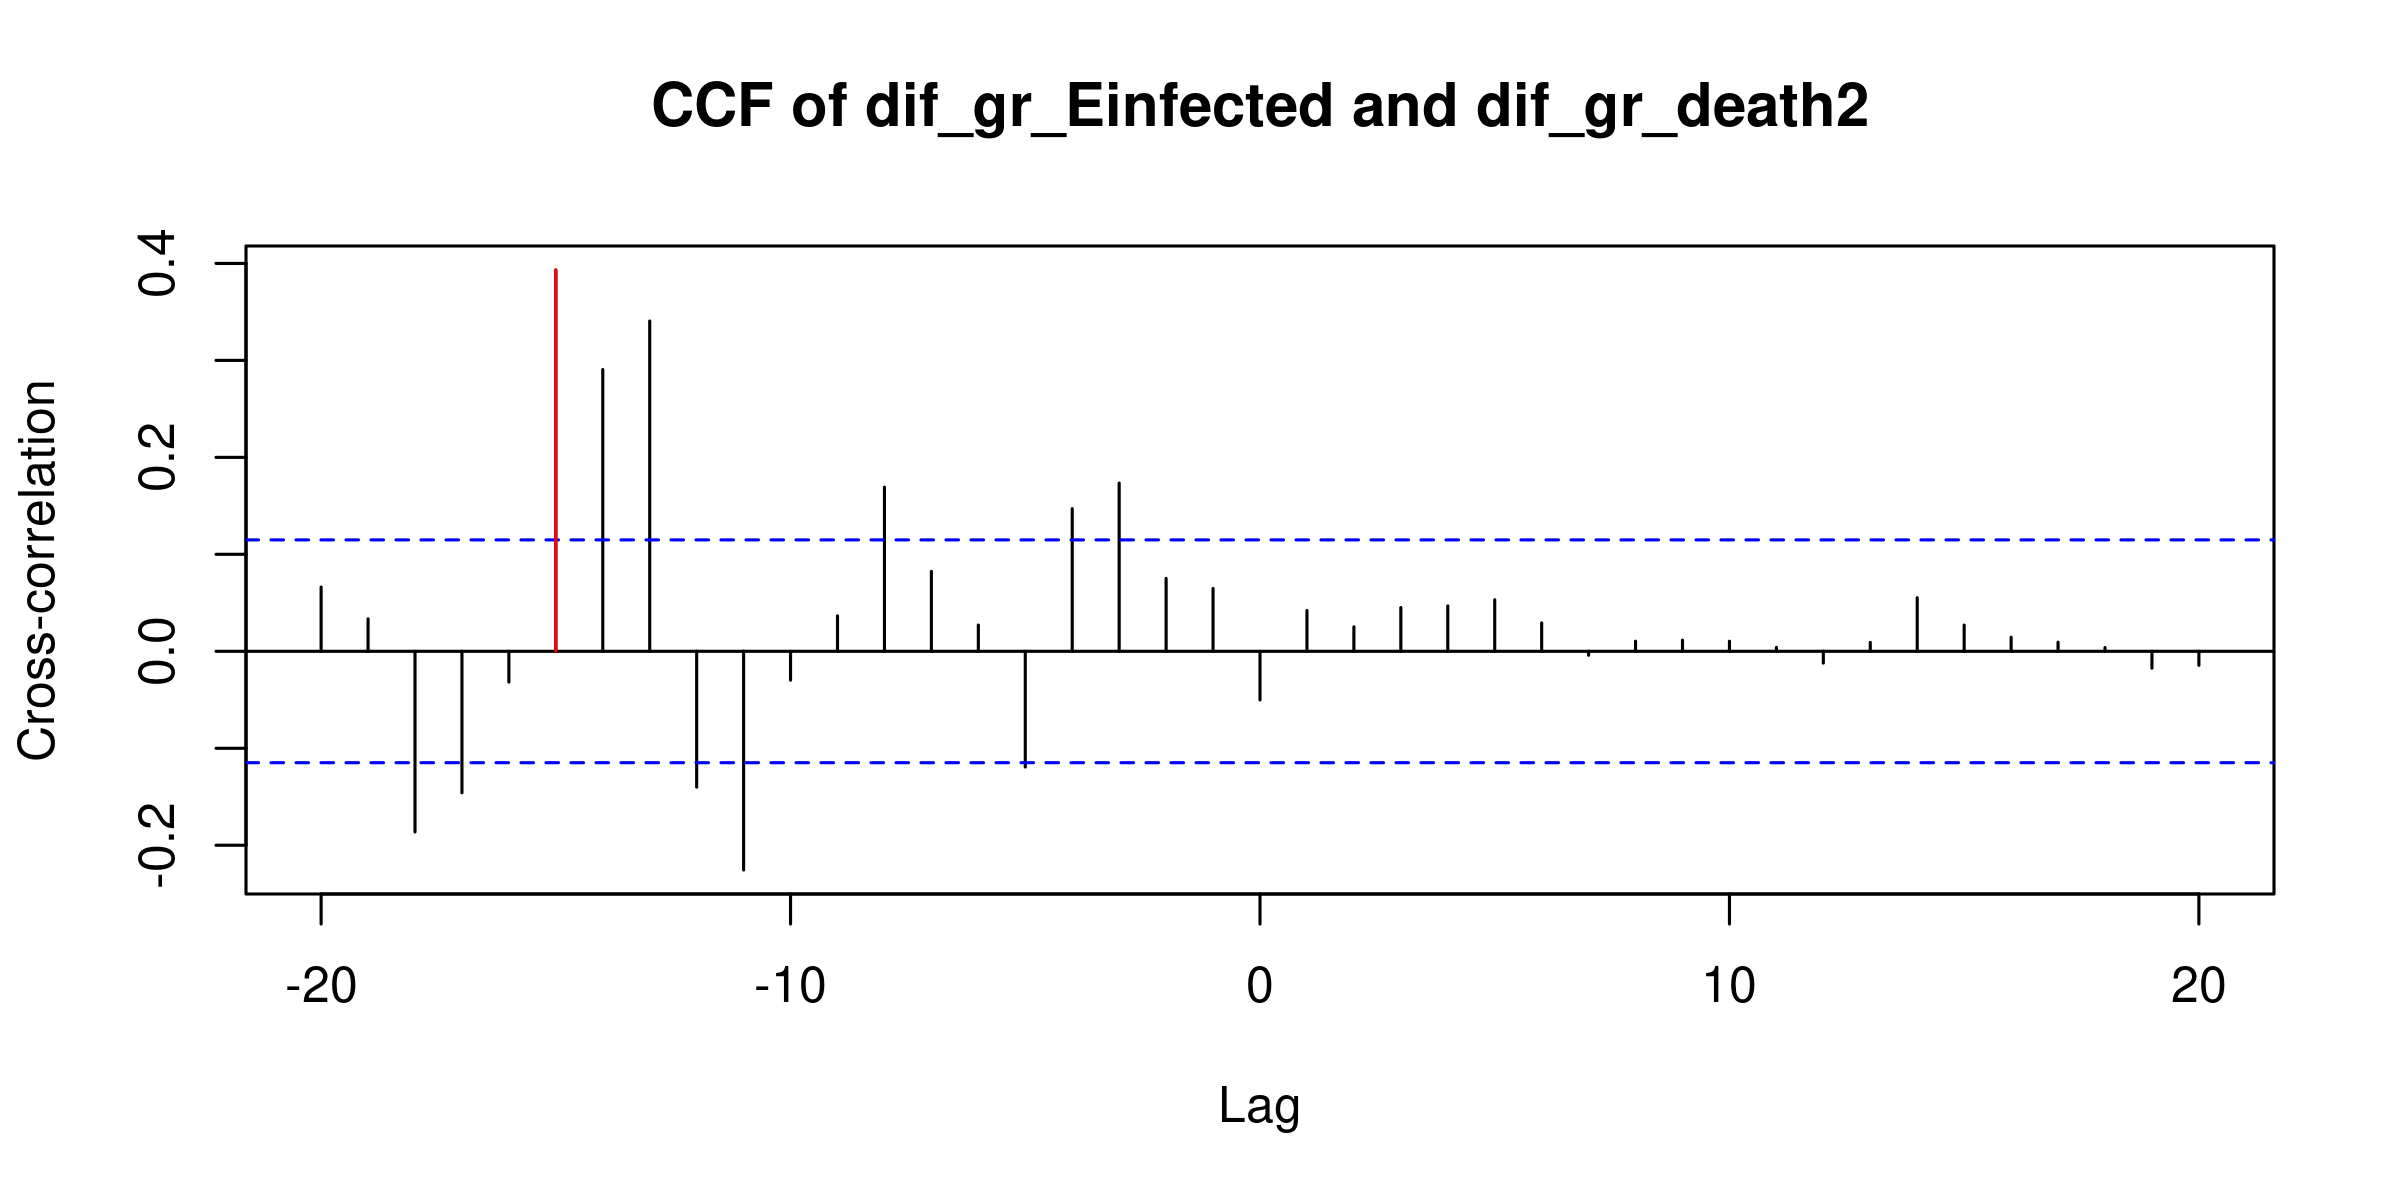 CCF of dif_gr_Einfected and dif_gr_death2
Cross-correlation
0.4
0.2
0.0
-0.2
-20 -10 0 10 20
Lag